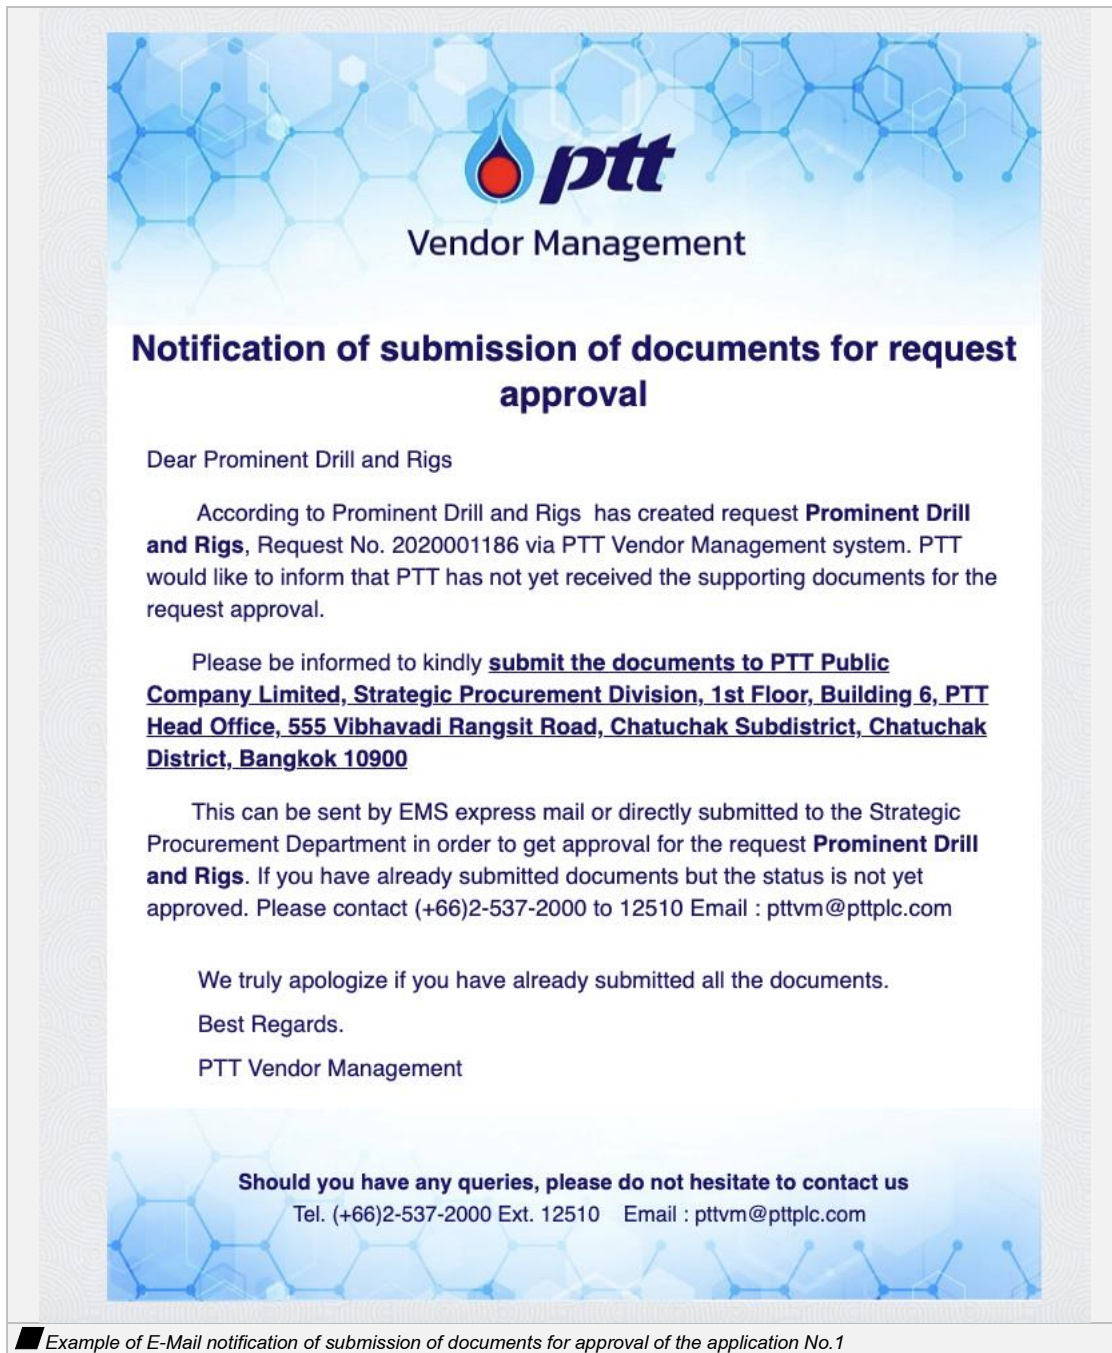 ptt
Vendor Management
Notification of submission of documents for request
approval
Dear Prominent Drill and Rigs
According to Prominent Drill and Rigs has created request Prominent Drill
and Rigs, Request No. 2020001186 via PTT Vendor Management system. PTT
would like to inform that PTT has not yet received the supporting documents for the
request approval.
Please be informed to kindly submit the documents to PTT Public
Company Limited, Strategic Procurement Division, 1st Floor, Building 6, PTT
Head Office, 555 Vibhavadi Rangsit Road, Chatuchak Subdistrict, Chatuchak
District, Bangkok 10900
This can be sent by EMS express mail or directly submitted to the Strategic
Procurement Department in order to get approval for the request Prominent Drill
and Rigs. If you have already submitted documents but the status is not yet
approved. Please contact (+66)2-537-2000 to 12510 Email : pttvm@pttplc.com
We truly apologize if you have already submitted all the documents.
Best Regards.
PTT Vendor Management
Should you have any queries, please do not hesitate to contact us
Tel. (+66)2-537-2000 Ext. 12510 Email : pttvm@pttplc.com
Example of E-Mail notification of submission of documents for approval of the application No.1